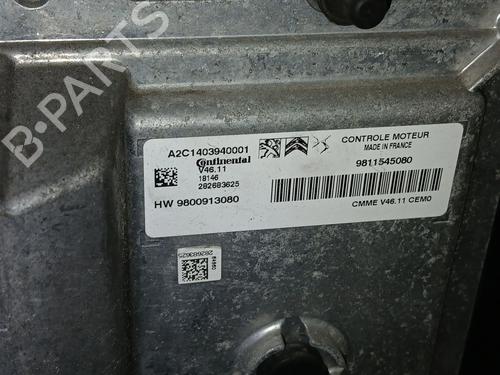 B-PARTS
A2C1403940001
Continental
V46.11
18146
282683625
HW 9800913080
CONTROLE MOTEUR
MADE IN FRANCE
9811545080
CMME V46.11 CEM0
282683625